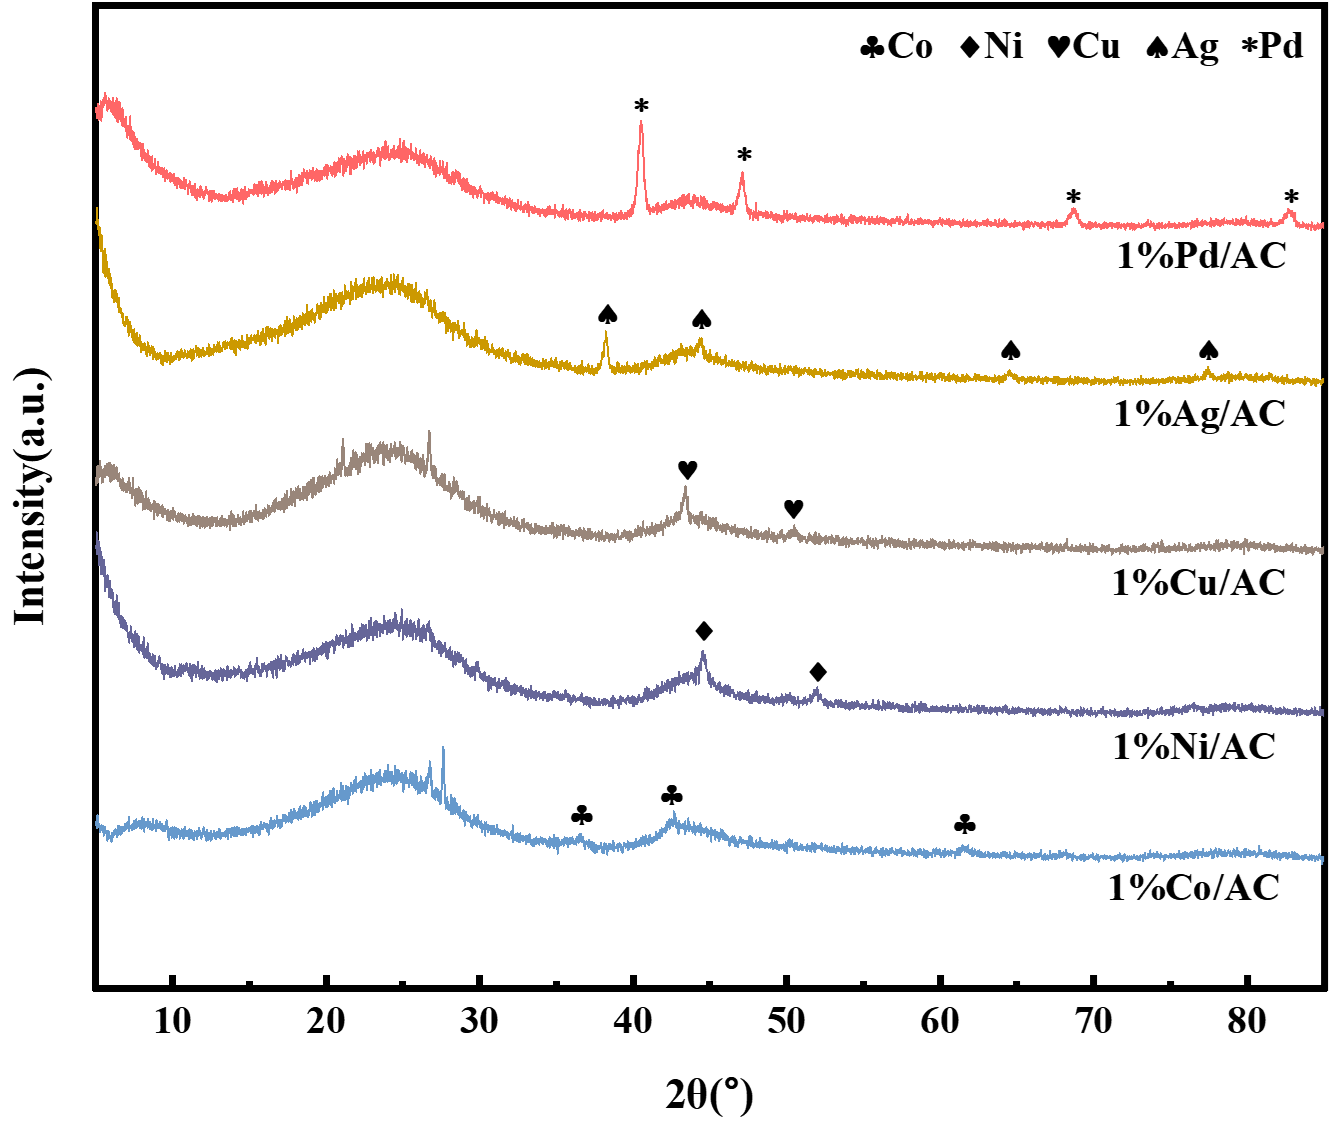 ♣Co ♦Ni ♥Cu ♠Ag *Pd
* * * *
1%Pd/AC
♠ ♠ ♠ ♠
1%Ag/AC
♥ ♥
1%Cu/AC
♦ ♦
1%Ni/AC
♣ ♣ ♣
1%Co/AC
Intensity(a.u.)
10 20 30 40 50 60 70 80
2θ(°)